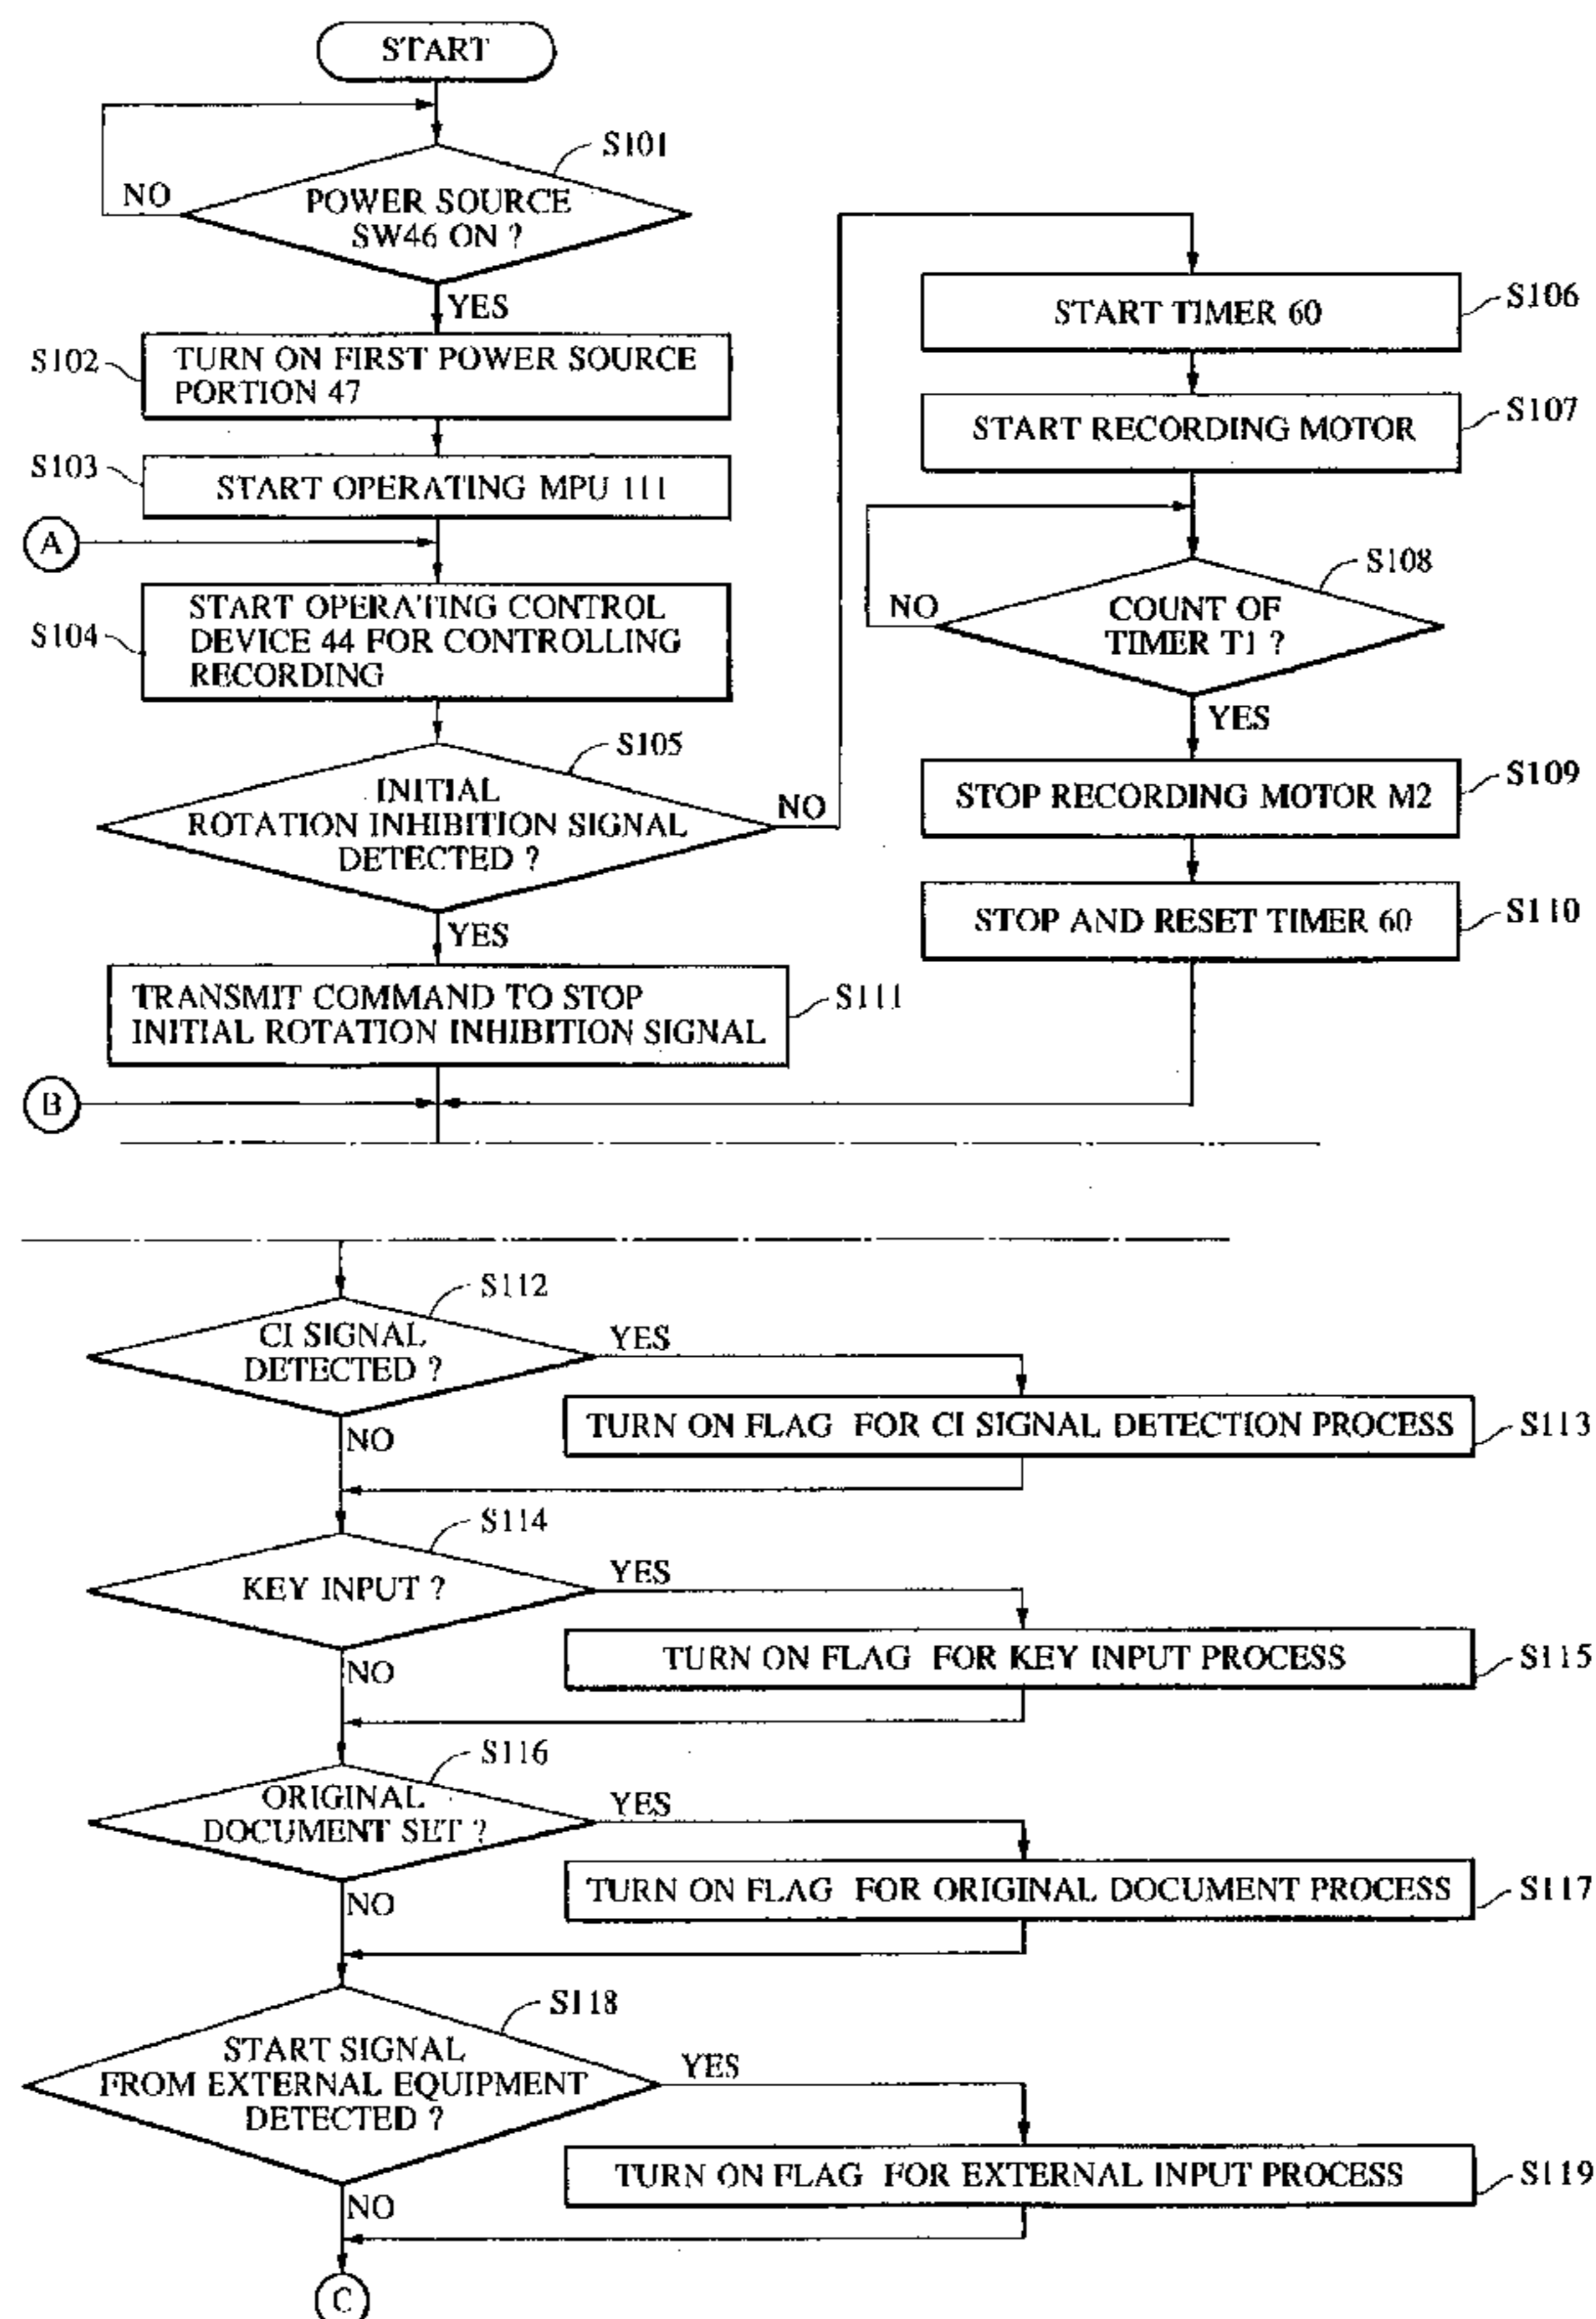 START
S101
POWER SOURCE
SW46 ON ?
NO
YES
S102
TURN ON FIRST POWER SOURCE
PORTION 47
S103
START OPERATING MPU 111
A
S104
START OPERATING CONTROL
DEVICE 44 FOR CONTROLLING
RECORDING
S105
INITIAL
ROTATION INHIBITION SIGNAL
DETECTED ?
NO
YES
S111
TRANSMIT COMMAND TO STOP
INITIAL ROTATION INHIBITION SIGNAL
B
START TIMER 60
S106
START RECORDING MOTOR
S107
S108
COUNT OF
TIMER T1 ?
NO
YES
STOP RECORDING MOTOR M2
S109
STOP AND RESET TIMER 60
S110
S112
CI SIGNAL
DETECTED ?
YES
NO
TURN ON FLAG FOR CI SIGNAL DETECTION PROCESS
S113
S114
KEY INPUT ?
YES
NO
TURN ON FLAG FOR KEY INPUT PROCESS
S115
S116
ORIGINAL
DOCUMENT SET ?
YES
NO
TURN ON FLAG FOR ORIGINAL DOCUMENT PROCESS
S117
S118
START SIGNAL
FROM EXTERNAL EQUIPMENT
DETECTED ?
YES
NO
TURN ON FLAG FOR EXTERNAL INPUT PROCESS
S119
C